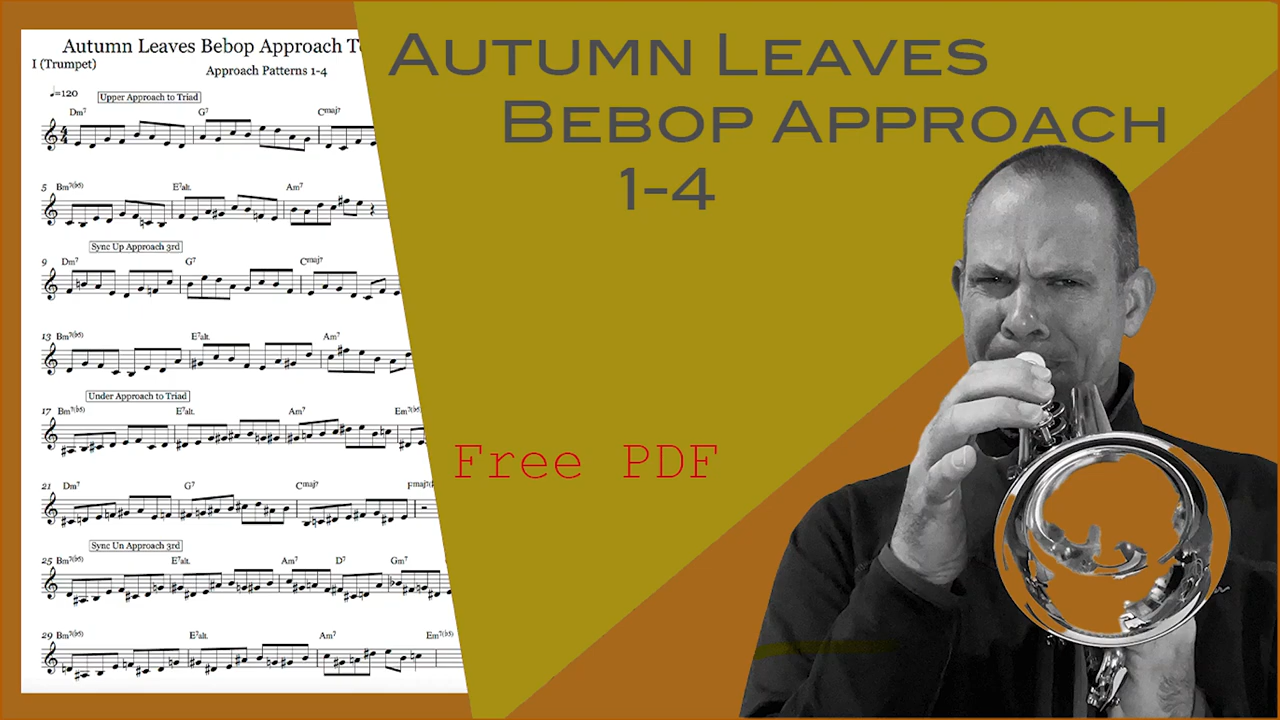 Autumn Leaves Bebop Approach
I (Trumpet)
Approach Patterns 1-4
♩=120
Upper Approach to Triad
Dm7 G7 Cmaj7
5 Bm7(b5) E7alt. Am7
Sync Up Approach 3rd
9 Dm7 G7 Cmaj7
13 Bm7(b5) E7alt. Am7
Under Approach to Triad
17 Bm7(b5) E7alt. Am7 Em7(b5)
21 Dm7 G7 Cmaj7 Fmaj7
Sync Un Approach 3rd
25 Bm7(b5) E7alt. Am7 D7 Gm7
29 Bm7(b5) E7alt. Am7 Em7(b5)
AUTUMN LEAVES
BEBOP APPROACH
1-4
Free PDF